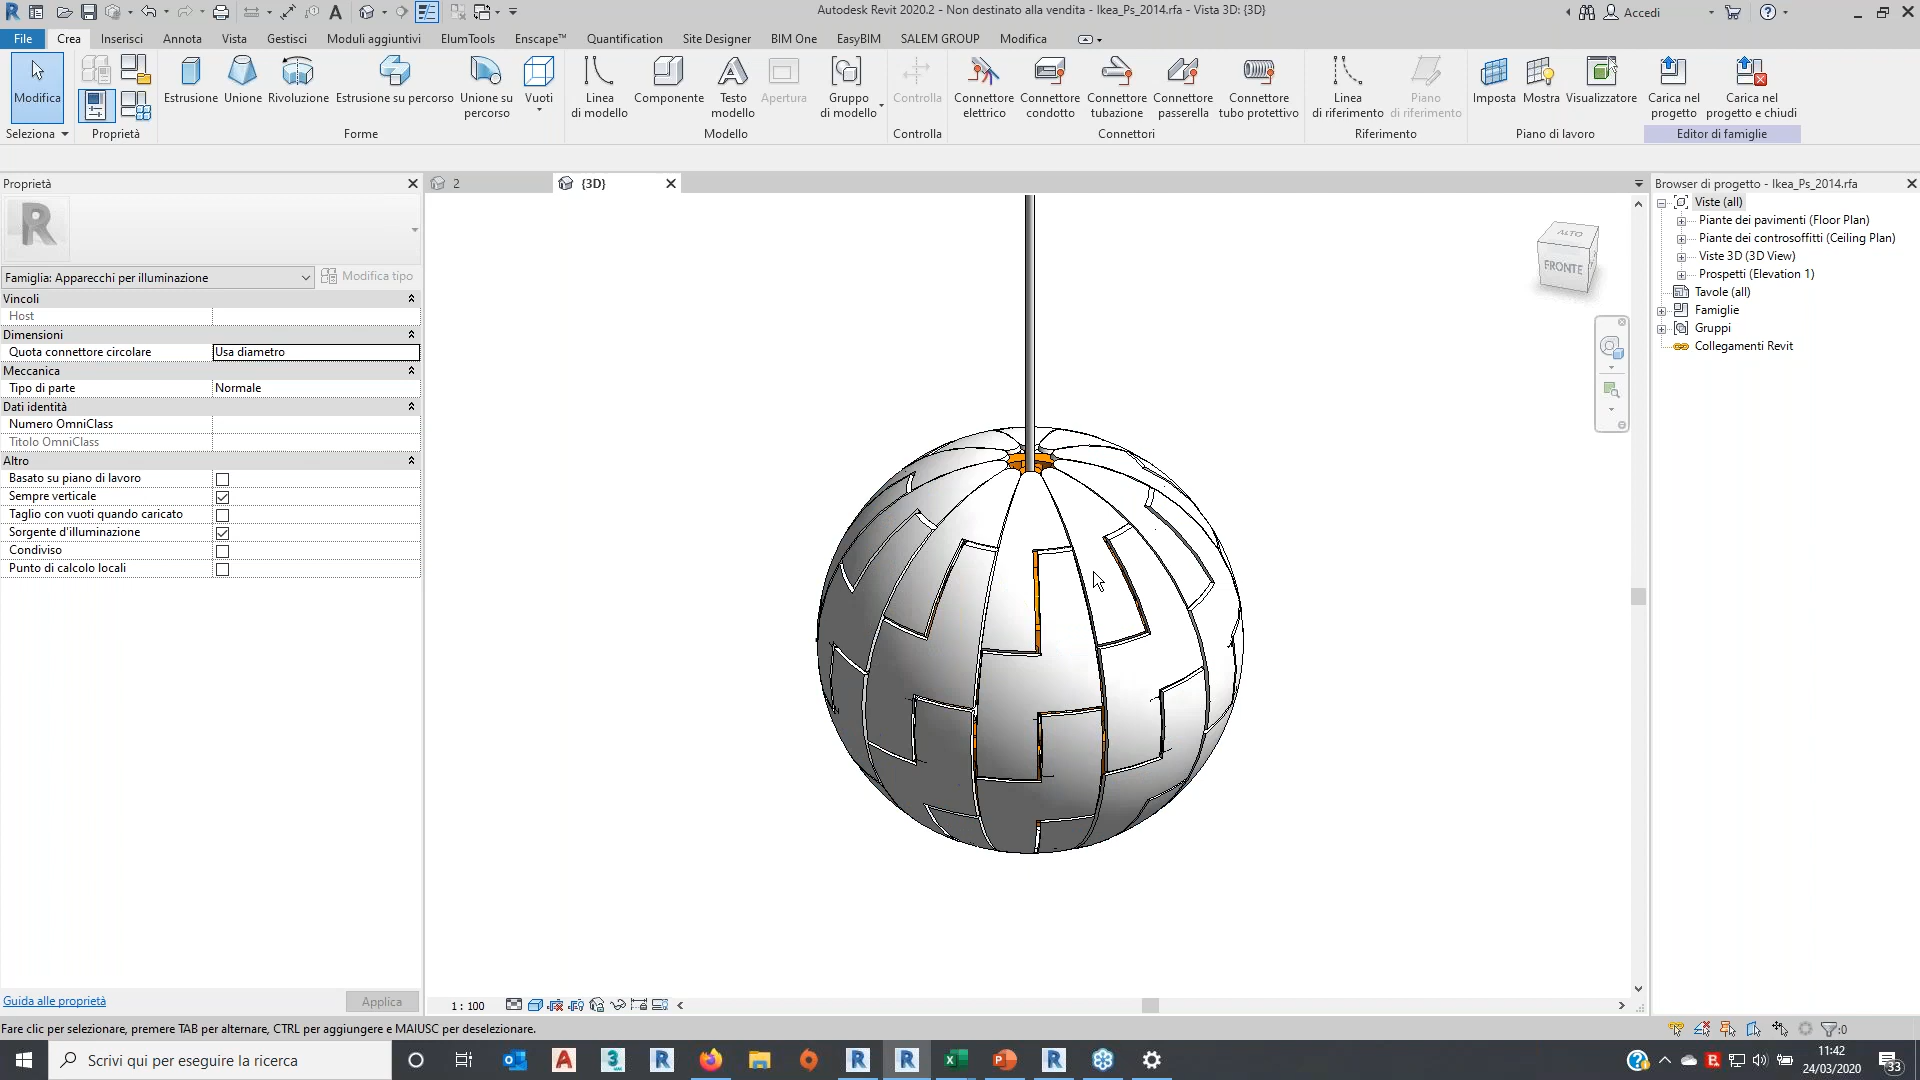 Autodesk Revit 2020.2 - Non destinato alla vendita - Ikea_Ps_2014.rfa - Vista 3D: {3D}
Accedi
File Crea Inserisci Annota Vista Gestisci Moduli aggiuntivi ElumTools Enscape™ Quantification Site Designer BIM One EasyBIM SALEM GROUP Modifica
Modifica
Estrusione
Unione
Rivoluzione
Estrusione su percorso
Unione su
percorso
Vuoti
Linea
di modello
Componente
Testo
modello
Apertura
Gruppo
di modello
Controlla
Connettore
elettrico
Connettore
condotto
Connettore
tubazione
Connettore
passerella
Connettore
tubo protettivo
Linea
di riferimento
Piano
di riferimento
Imposta
Mostra
Visualizzatore
Carica nel
progetto
Carica nel
progetto e chiudi
Seleziona Proprietà Forme Modello Controlla Connettori Riferimento Piano di lavoro Editor di famiglie
Proprietà
2
{3D}
Browser di progetto - Ikea_Ps_2014.rfa
Famiglia: Apparecchi per illuminazione
Modifica tipo
Vincoli
Host
Dimensioni
Quota connettore circolare Usa diametro
Meccanica
Tipo di parte Normale
Dati identità
Numero OmniClass
Titolo OmniClass
Altro
Basato su piano di lavoro
Sempre verticale
Taglio con vuoti quando caricato
Sorgente d'illuminazione
Condiviso
Punto di calcolo locali
ALTO
FRONTE
Viste (all)
Piante dei pavimenti (Floor Plan)
Piante dei controsoffitti (Ceiling Plan)
Viste 3D (3D View)
Prospetti (Elevation 1)
Tavole (all)
Famiglie
Gruppi
Collegamenti Revit
Guida alle proprietà
Applica
1 : 100
Fare clic per selezionare, premere TAB per alternare, CTRL per aggiungere e MAIUSC per deselezionare.
:0
Scrivi qui per eseguire la ricerca
11:42
24/03/2020
33